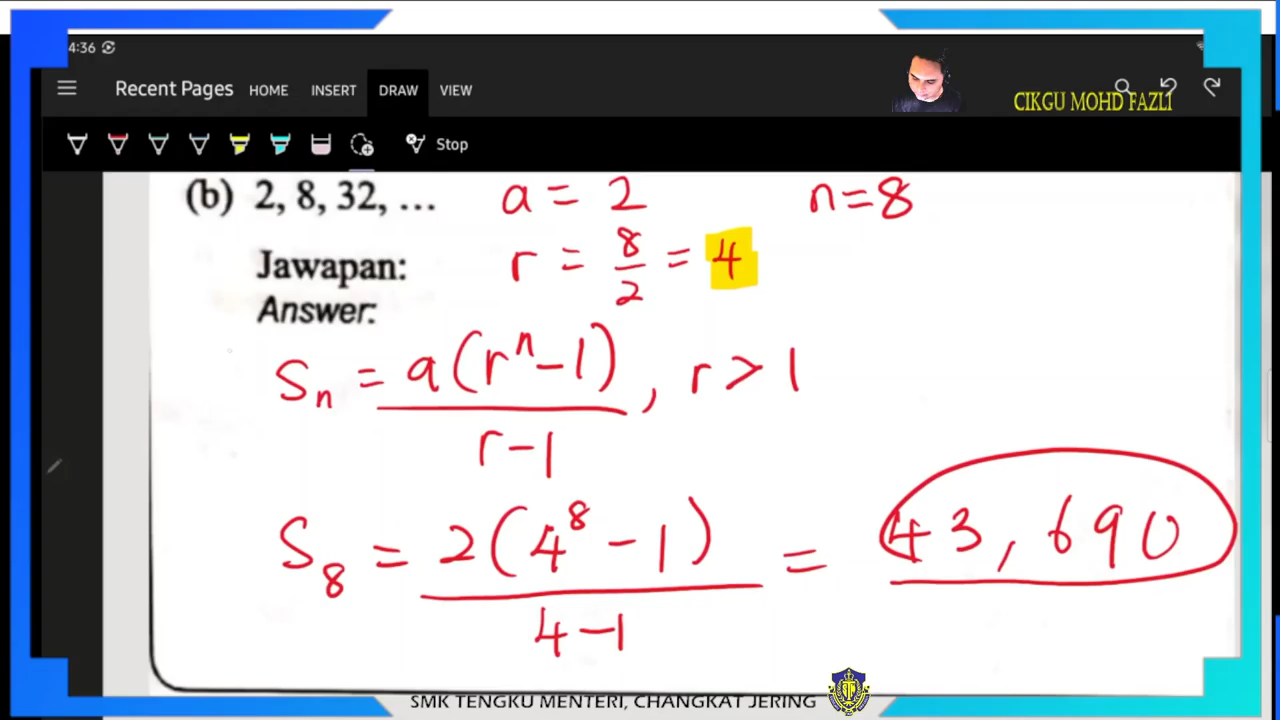 4:36
Recent Pages HOME INSERT DRAW VIEW
CIKGU MOHD FAZLI
Stop
(b) 2, 8, 32, ... a = 2 n=8
Jawapan: r = 8/2 = 4
Answer:
Sn = a(r^n-1)/r-1, r > 1
S8 = 2(4^8-1)/4-1 = 43,690
SMK TENGKU MENTERI, CHANGKAT JERING